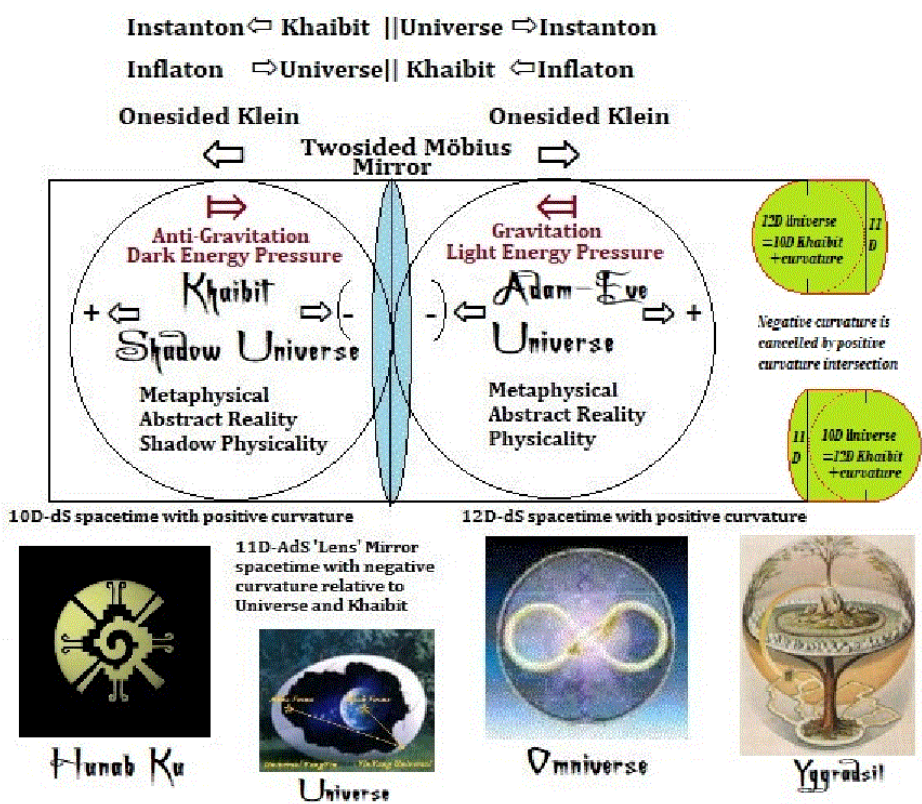 Instanton⇦ Khaibit ||Universe ⇨Instanton
Inflaton ⇨Universe|| Khaibit ⇦Inflaton
Onesided Klein
Onesided Klein
Twosided Möbius
Mirror
Anti-Gravitation
Dark Energy Pressure
Khaibit
+ ⇦ ⇨ -
Shadow Universe
Metaphysical
Abstract Reality
Shadow Physicality
Gravitation
Light Energy Pressure
Adam-Eve
- ⇦ ⇨ +
Universe
Metaphysical
Abstract Reality
Physicality
12D Universe
=10D Khaibit
+curvature
11
D
Negative curvature is
cancelled by positive
curvature intersection
11
D
10D Universe
=12D Khaibit
+curvature
10D-dS spacetime with positive curvature
12D-dS spacetime with positive curvature
11D-AdS 'Lens' Mirror
spacetime with negative
curvature relative to
Universe and Khaibit
Hunab Ku
Universe
Omniverse
Yggradsil